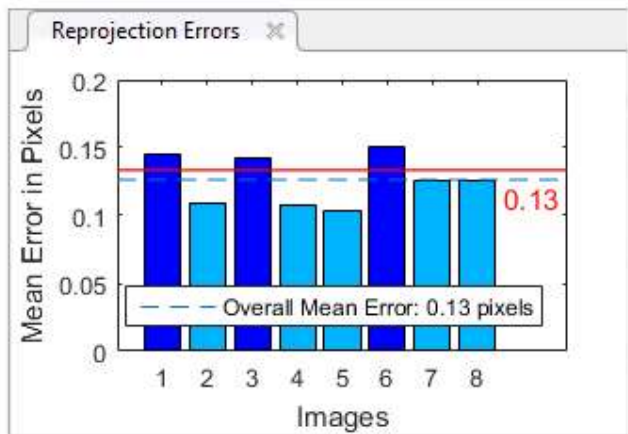 Reprojection Errors
Mean Error in Pixels
0.2
0.15
0.1
0.05
0
0.13
Overall Mean Error: 0.13 pixels
1 2 3 4 5 6 7 8
Images